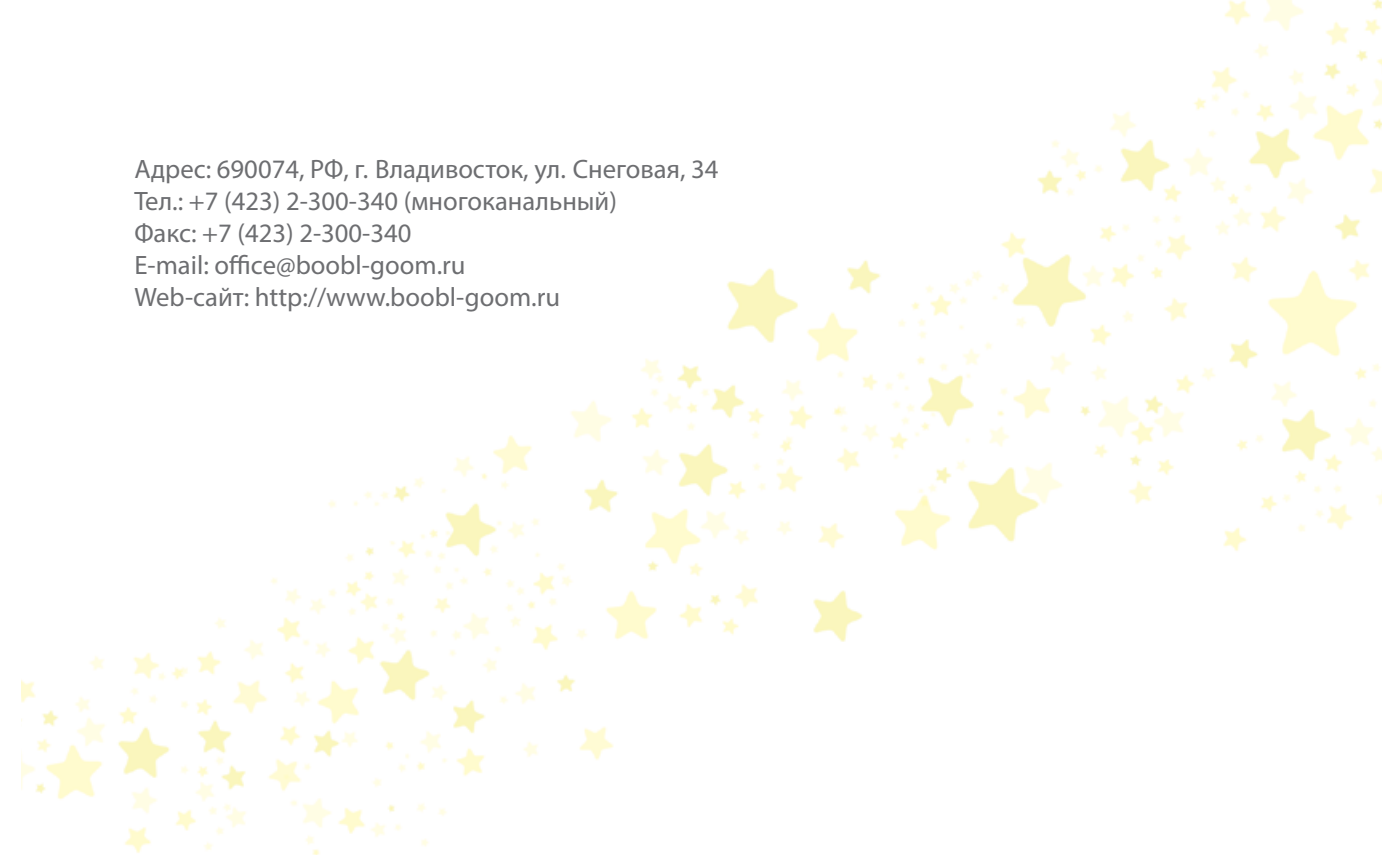 Адрес: 690074, РФ, г. Владивосток, ул. Снеговая, 34
Тел.: +7 (423) 2-300-340 (многоканальный)
Факс: +7 (423) 2-300-340
E-mail: office@boobl-goom.ru
Web-сайт: http://www.boobl-goom.ru